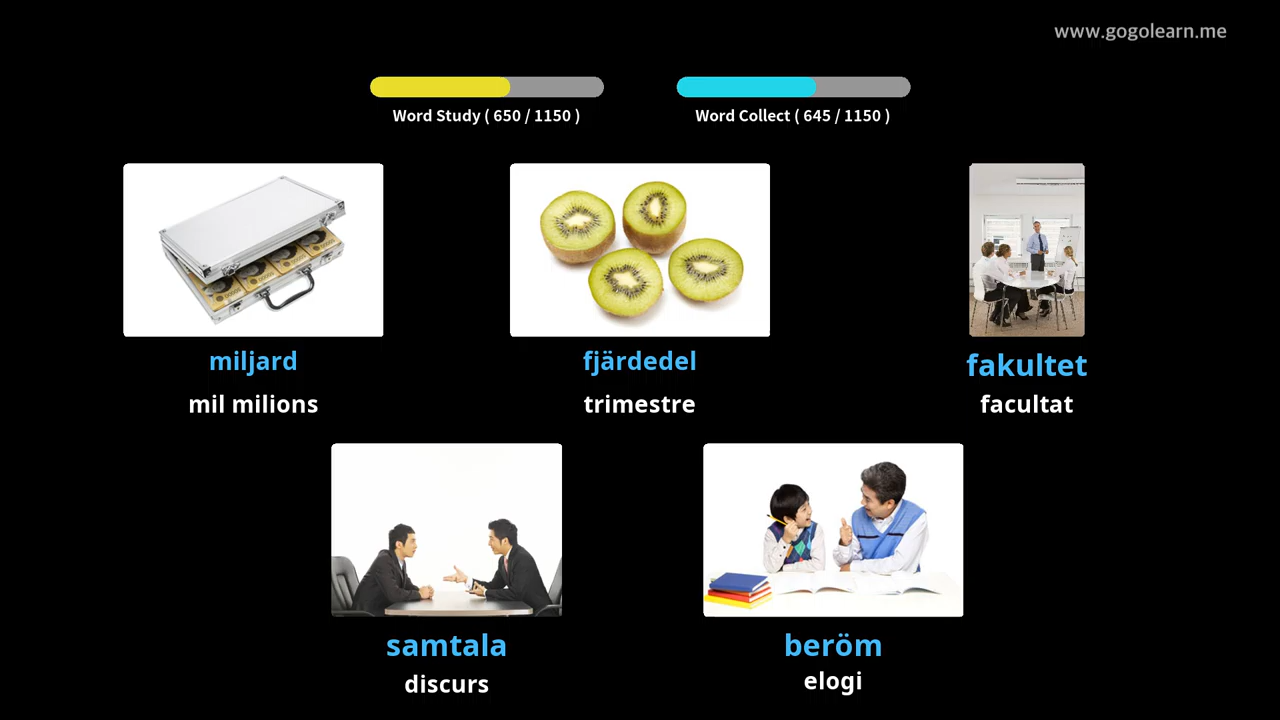 www.gogolearn.me
Word Study ( 650 / 1150 )
Word Collect ( 645 / 1150 )
miljard
fjärdedel
fakultet
mil milions
trimestre
facultat
samtala
beröm
discurs
elogi